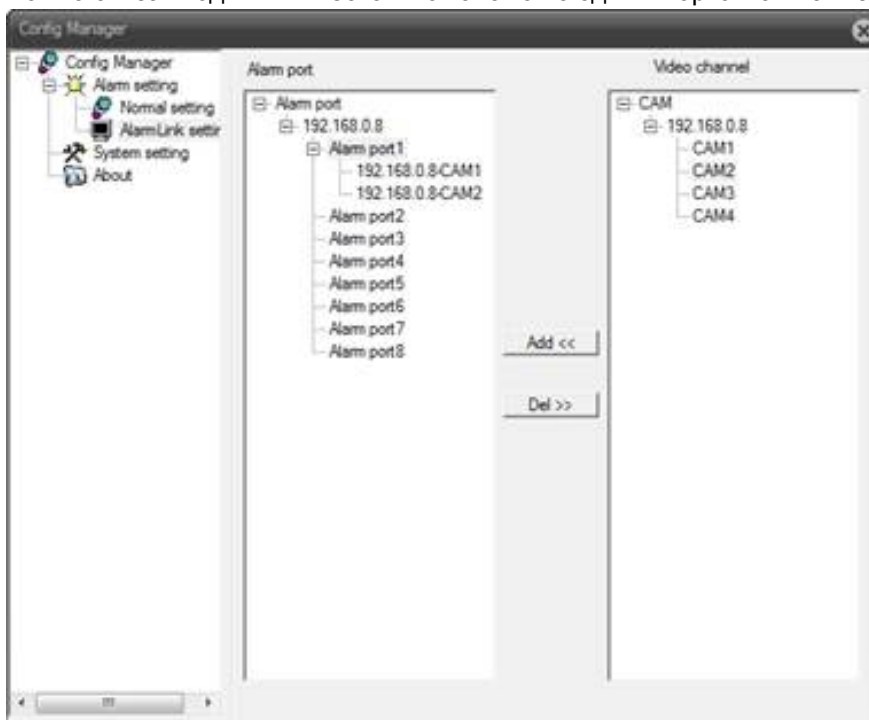 Config Manager
Config Manager
Alarm setting
Normal setting
AlarmLink settir
System setting
About
Alarm port
Alarm port
192.168.0.8
Alarm port1
192.168.0.8-CAM1
192.168.0.8-CAM2
Alarm port2
Alarm port3
Alarm port4
Alarm port5
Alarm port6
Alarm port7
Alarm port8
Add <<
Del >>
Video channel
CAM
192.168.0.8
CAM1
CAM2
CAM3
CAM4